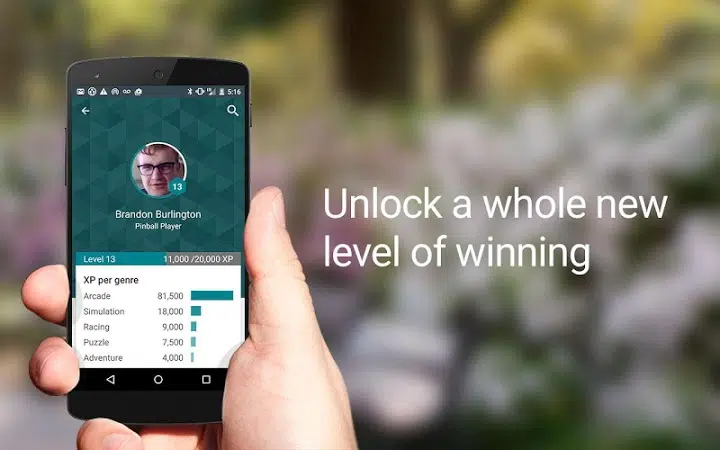 5:16
13
Brandon Burlington
Pinball Player
Level 13 11,000 /20,000 XP
XP per genre
Arcade 81,500
Simulation 18,000
Racing 9,000
Puzzle 7,500
Adventure 4,000
Unlock a whole new
level of winning